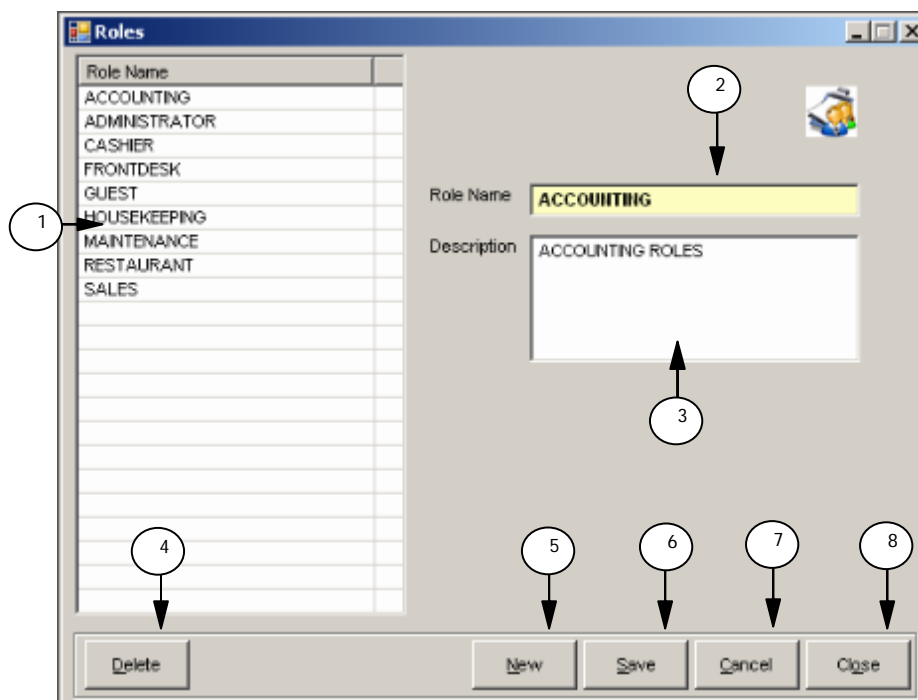 Roles
Role Name
ACCOUNTING
ADMINISTRATOR
CASHIER
FRONTDESK
GUEST
HOUSEKEEPING
MAINTENANCE
RESTAURANT
SALES
1
2
Role Name
ACCOUNTING
Description
ACCOUNTING ROLES
3
4
5
6
7
8
Delete
New
Save
Cancel
Close